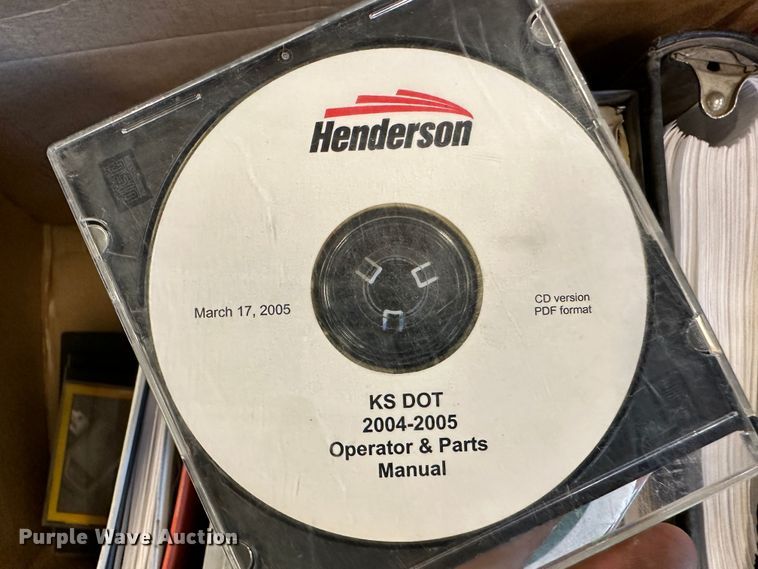 Henderson
March 17, 2005
CD version
PDF format
KS DOT
2004-2005
Operator & Parts
Manual
Purple Wave Auction